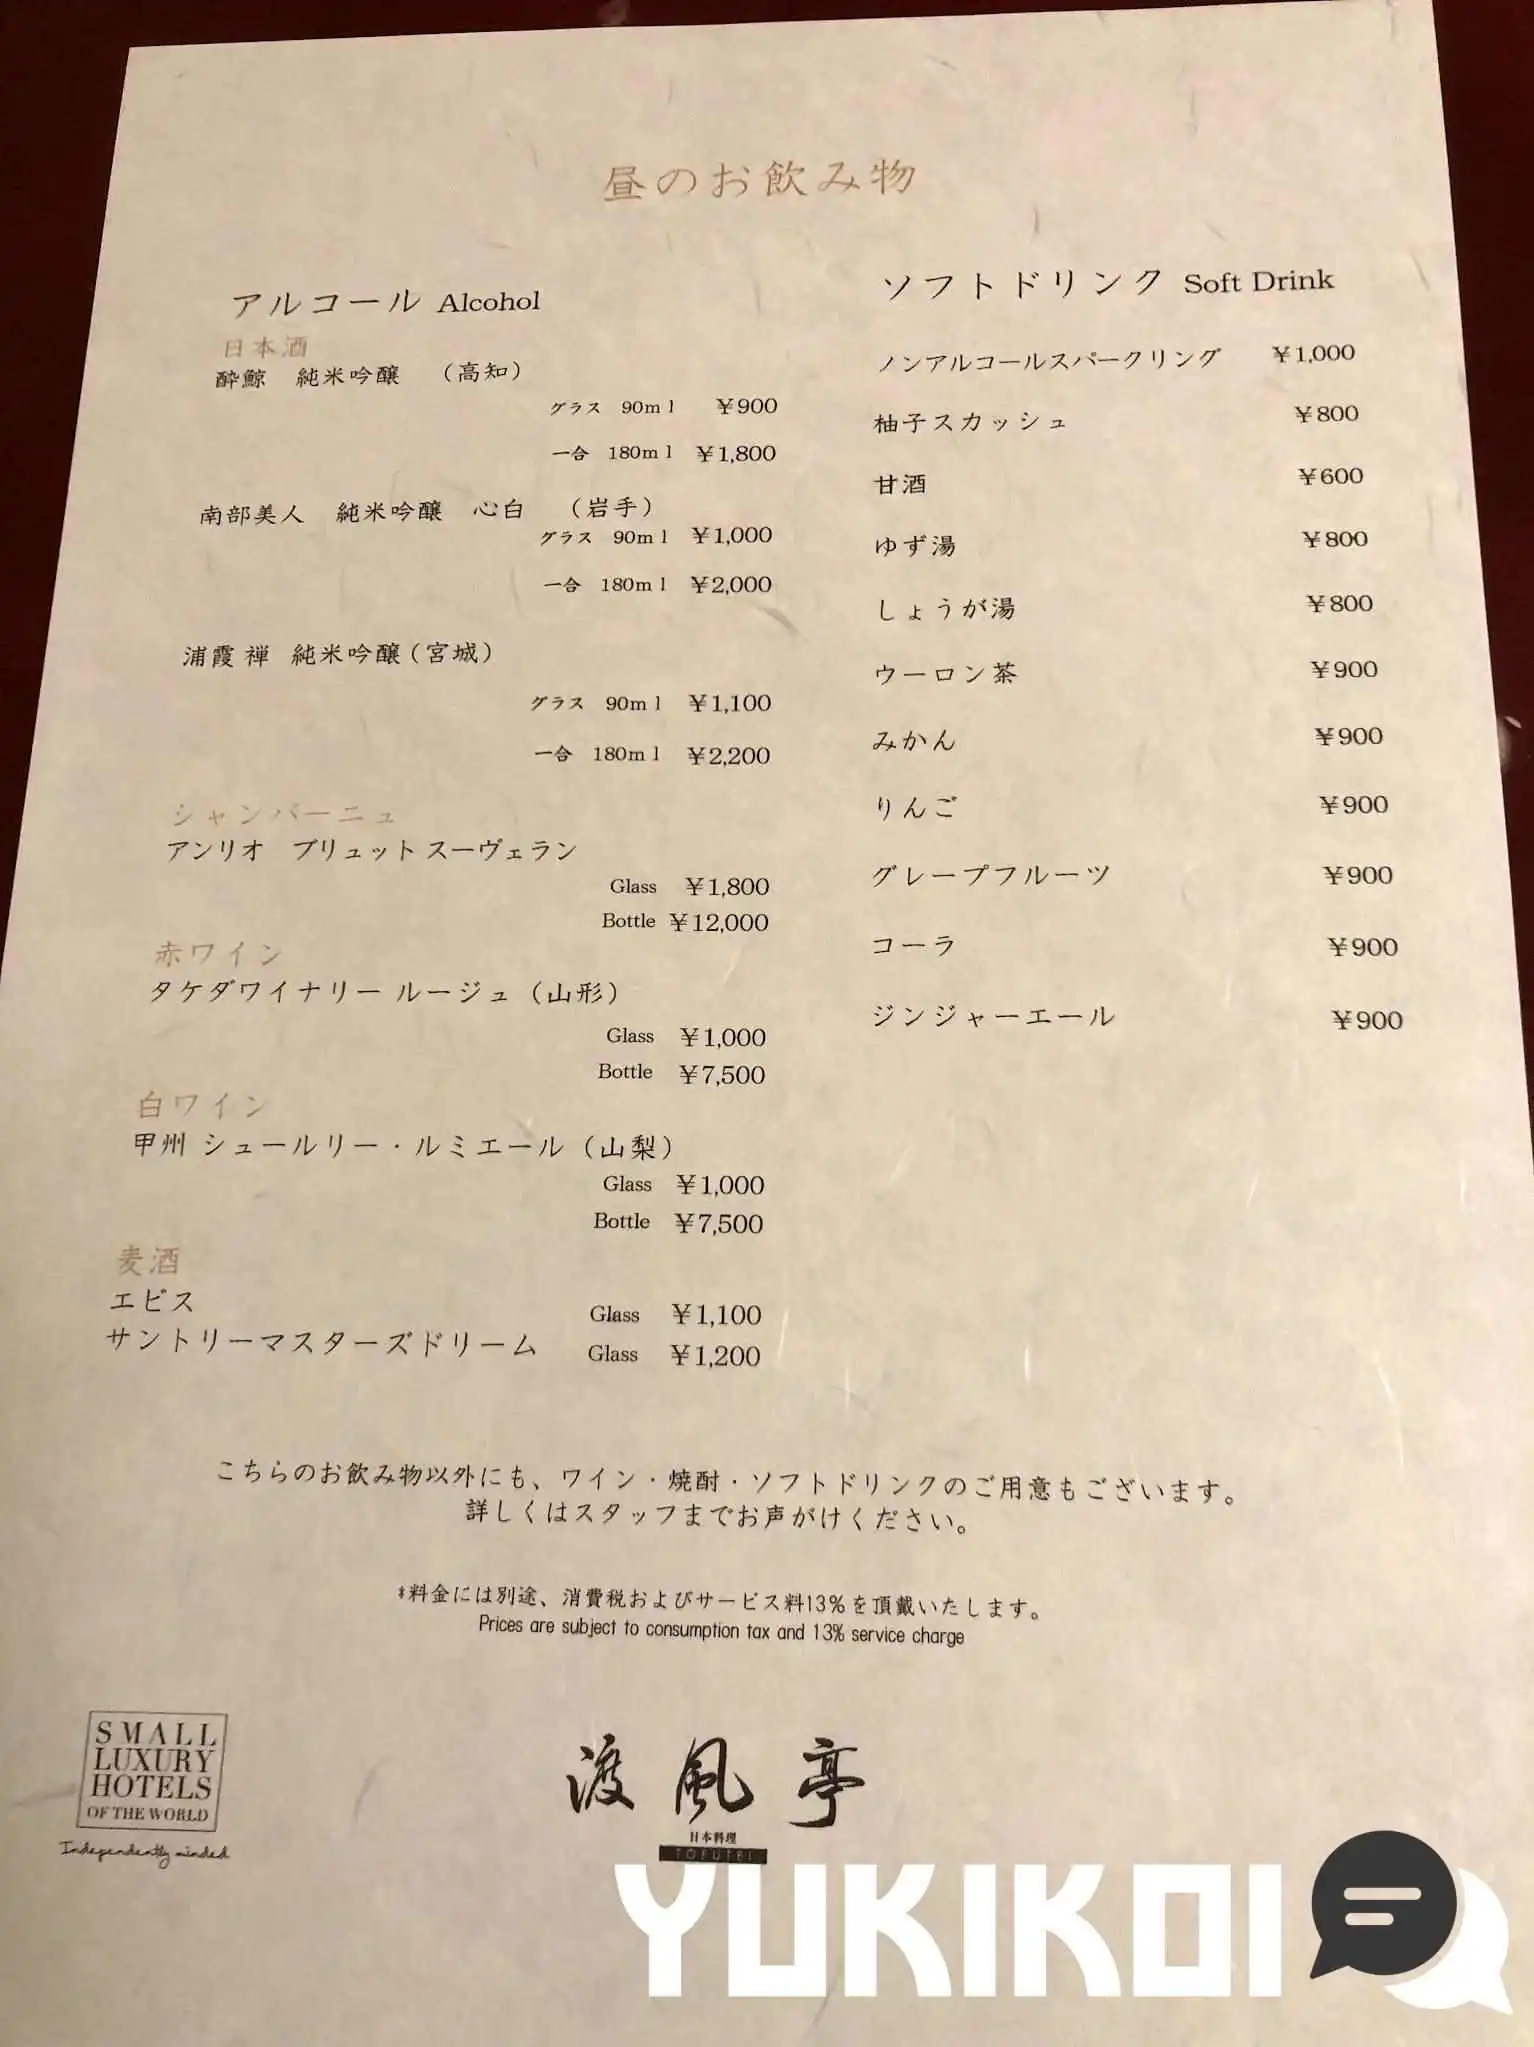 昼のお飲み物
アルコール Alcohol
日本酒
酔鯨 純米吟醸 (高知)
グラス 90ml ¥900
一合 180ml ¥1,800
南部美人 純米吟醸 心白 (岩手)
グラス 90ml ¥1,000
一合 180ml ¥2,000
浦霞 禅 純米吟醸(宮城)
グラス 90ml ¥1,100
一合 180ml ¥2,200
シャンパーニュ
アンリオ ブリュット スーヴェラン
Glass ¥1,800
Bottle ¥12,000
赤ワイン
タケダワイナリー ルージュ(山形)
Glass ¥1,000
Bottle ¥7,500
白ワイン
甲州 シュールリー・ルミエール(山梨)
Glass ¥1,000
Bottle ¥7,500
麦酒
エビス Glass ¥1,100
サントリーマスターズドリーム Glass ¥1,200
ソフトドリンク Soft Drink
ノンアルコールスパークリング ¥1,000
柚子スカッシュ ¥800
甘酒 ¥600
ゆず湯 ¥800
しょうが湯 ¥800
ウーロン茶 ¥900
みかん ¥900
りんご ¥900
グレープフルーツ ¥900
コーラ ¥900
ジンジャーエール ¥900
こちらのお飲み物以外にも、ワイン・焼酎・ソフトドリンクのご用意もございます。
詳しくはスタッフまでお声がけください。
*料金には別途、消費税およびサービス料13%を頂戴いたします。
Prices are subject to consumption tax and 13% service charge
SMALL
LUXURY
HOTELS
OF THE WORLD
Independently minded
渡風亭
日本料理
TOFUTEI
YUKIKOI